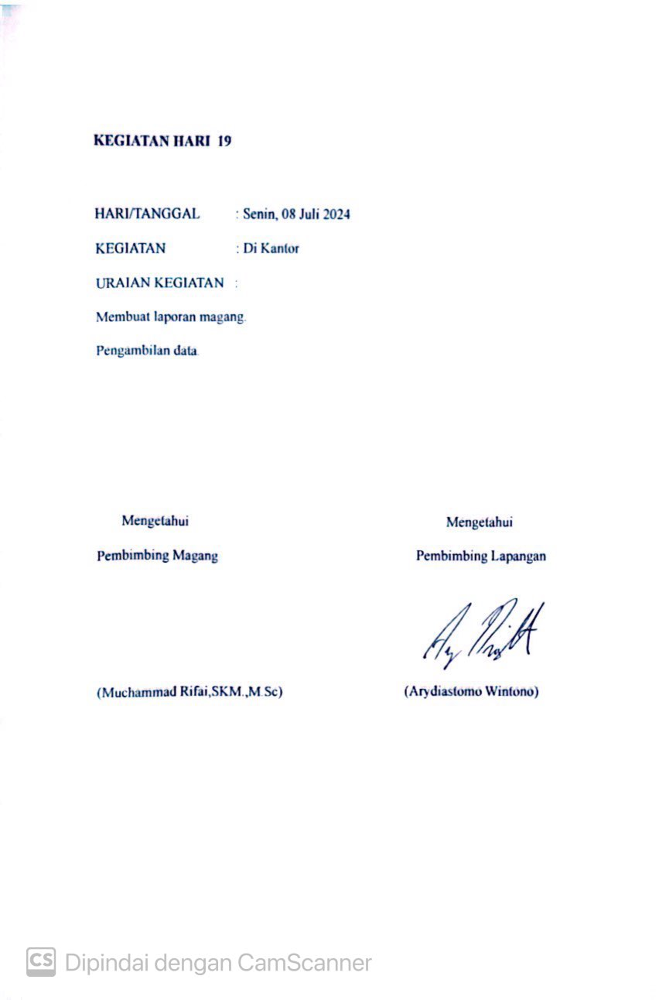 KEGIATAN HARI 19
HARI/TANGGAL : Senin, 08 Juli 2024
KEGIATAN : Di Kantor
URAIAN KEGIATAN :
Membuat laporan magang.
Pengambilan data.
Mengetahui Mengetahui
Pembimbing Magang Pembimbing Lapangan
(Muchammad Rifai,SKM.,M.Sc) (Arydiastomo Wintono)
CS Dipindai dengan CamScanner